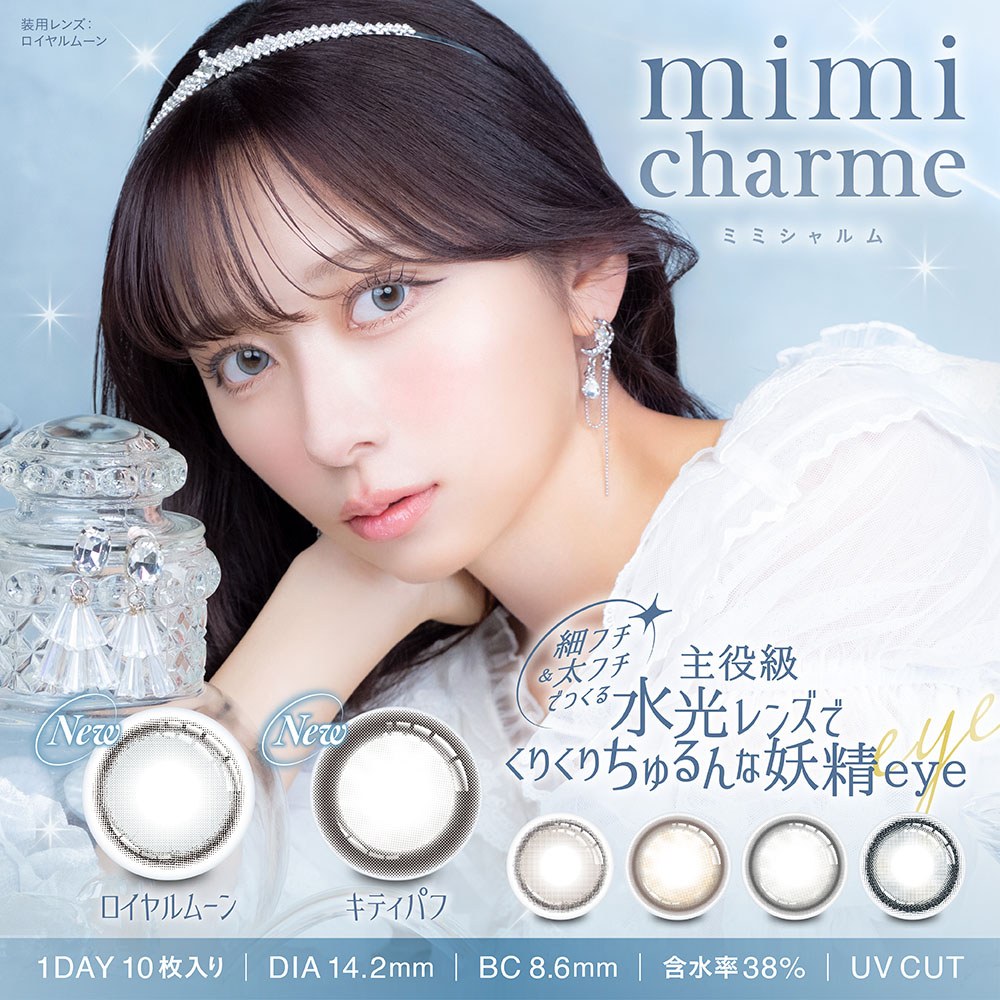 装用レンズ：
ロイヤルムーン
mimi
charme
ミミシャルム
細フチ
&太フチ
でつくる
主役級
水光レンズで
くりくりちゅるんな妖精eye
eye
New
New
ロイヤルムーン
キティパフ
1DAY 10枚入り | DIA 14.2mm | BC 8.6mm | 含水率38% | UV CUT